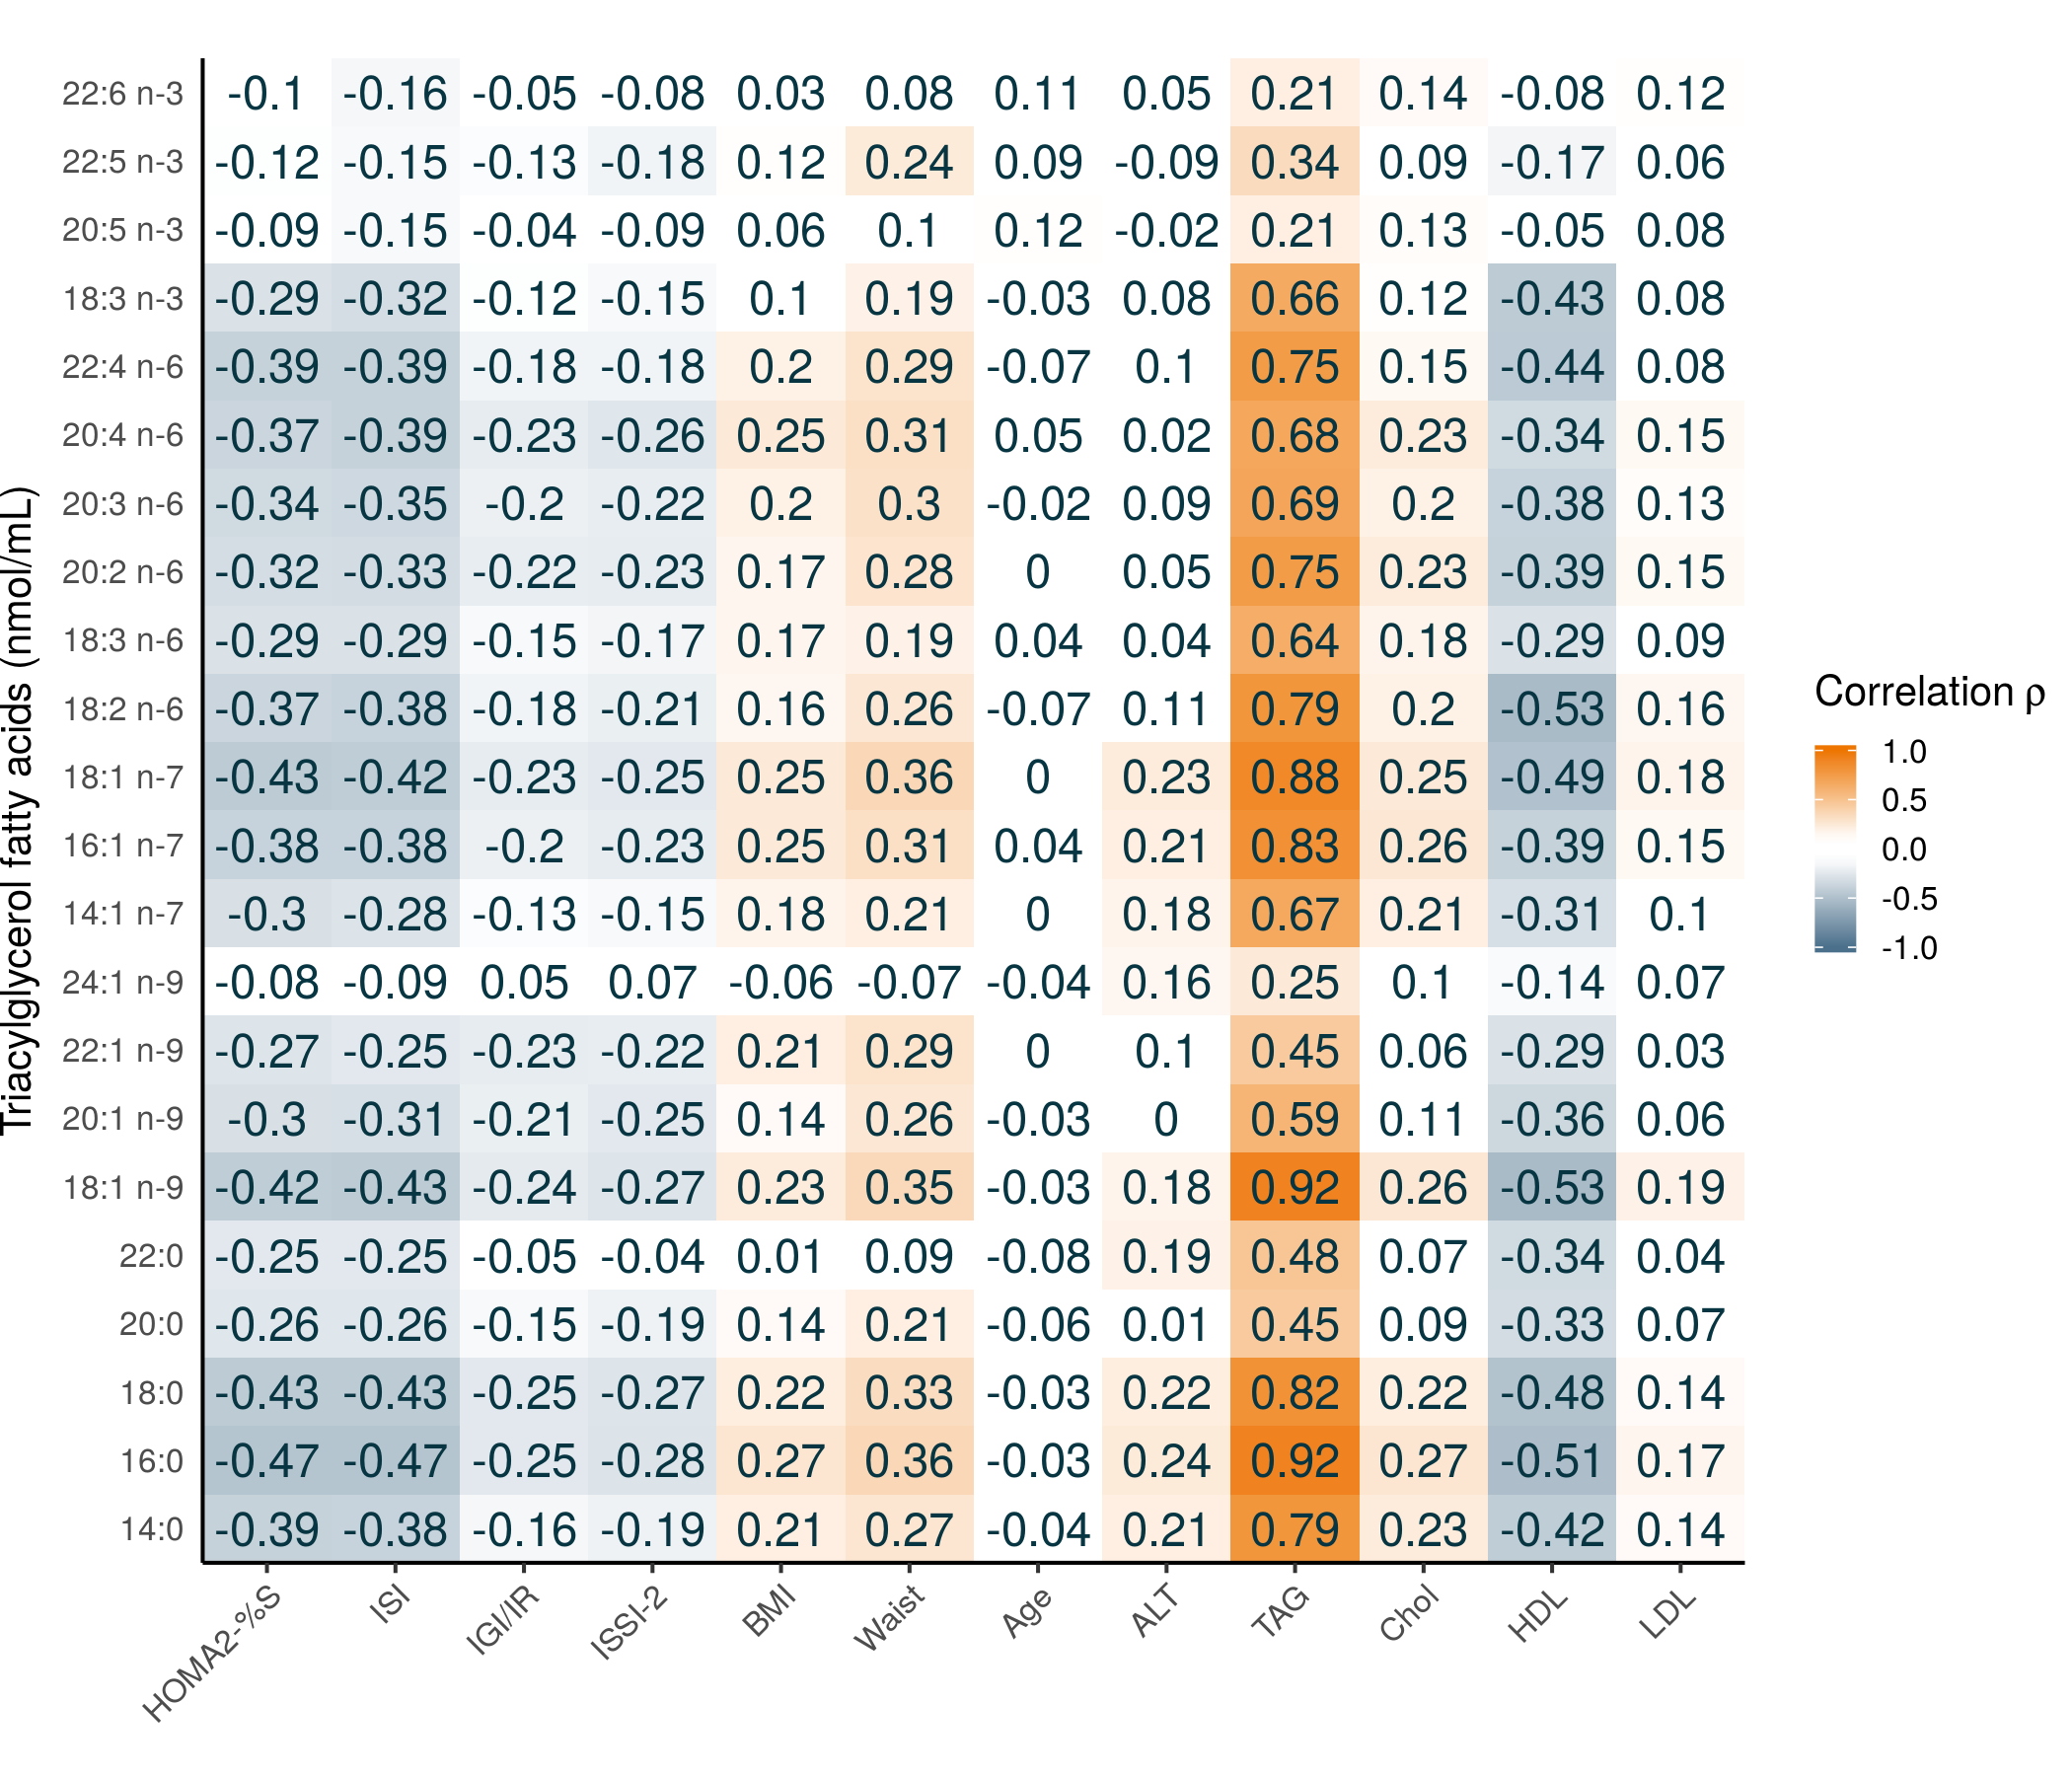 22:6 n-3 -0.1 -0.16 -0.05 -0.08 0.03 0.08 0.11 0.05 0.21 0.14 -0.08 0.12
22:5 n-3 -0.12 -0.15 -0.13 -0.18 0.12 0.24 0.09 -0.09 0.34 0.09 -0.17 0.06
20:5 n-3 -0.09 -0.15 -0.04 -0.09 0.06 0.1 0.12 -0.02 0.21 0.13 -0.05 0.08
18:3 n-3 -0.29 -0.32 -0.12 -0.15 0.1 0.19 -0.03 0.08 0.66 0.12 -0.43 0.08
22:4 n-6 -0.39 -0.39 -0.18 -0.18 0.2 0.29 -0.07 0.1 0.75 0.15 -0.44 0.08
20:4 n-6 -0.37 -0.39 -0.23 -0.26 0.25 0.31 0.05 0.02 0.68 0.23 -0.34 0.15
20:3 n-6 -0.34 -0.35 -0.2 -0.22 0.2 0.3 -0.02 0.09 0.69 0.2 -0.38 0.13
20:2 n-6 -0.32 -0.33 -0.22 -0.23 0.17 0.28 0 0.05 0.75 0.23 -0.39 0.15
18:3 n-6 -0.29 -0.29 -0.15 -0.17 0.17 0.19 0.04 0.04 0.64 0.18 -0.29 0.09
18:2 n-6 -0.37 -0.38 -0.18 -0.21 0.16 0.26 -0.07 0.11 0.79 0.2 -0.53 0.16
18:1 n-7 -0.43 -0.42 -0.23 -0.25 0.25 0.36 0 0.23 0.88 0.25 -0.49 0.18
16:1 n-7 -0.38 -0.38 -0.2 -0.23 0.25 0.31 0.04 0.21 0.83 0.26 -0.39 0.15
14:1 n-7 -0.3 -0.28 -0.13 -0.15 0.18 0.21 0 0.18 0.67 0.21 -0.31 0.1
24:1 n-9 -0.08 -0.09 0.05 0.07 -0.06 -0.07 -0.04 0.16 0.25 0.1 -0.14 0.07
22:1 n-9 -0.27 -0.25 -0.23 -0.22 0.21 0.29 0 0.1 0.45 0.06 -0.29 0.03
20:1 n-9 -0.3 -0.31 -0.21 -0.25 0.14 0.26 -0.03 0 0.59 0.11 -0.36 0.06
18:1 n-9 -0.42 -0.43 -0.24 -0.27 0.23 0.35 -0.03 0.18 0.92 0.26 -0.53 0.19
22:0 -0.25 -0.25 -0.05 -0.04 0.01 0.09 -0.08 0.19 0.48 0.07 -0.34 0.04
20:0 -0.26 -0.26 -0.15 -0.19 0.14 0.21 -0.06 0.01 0.45 0.09 -0.33 0.07
18:0 -0.43 -0.43 -0.25 -0.27 0.22 0.33 -0.03 0.22 0.82 0.22 -0.48 0.14
16:0 -0.47 -0.47 -0.25 -0.28 0.27 0.36 -0.03 0.24 0.92 0.27 -0.51 0.17
14:0 -0.39 -0.38 -0.16 -0.19 0.21 0.27 -0.04 0.21 0.79 0.23 -0.42 0.14
HOMA2-%S ISI IGI/IR ISSI-2 BMI Waist Age ALT TAG Chol HDL LDL
Triacylglycerol fatty acids (nmol/mL)
Correlation ρ
1.0
0.5
0.0
-0.5
-1.0